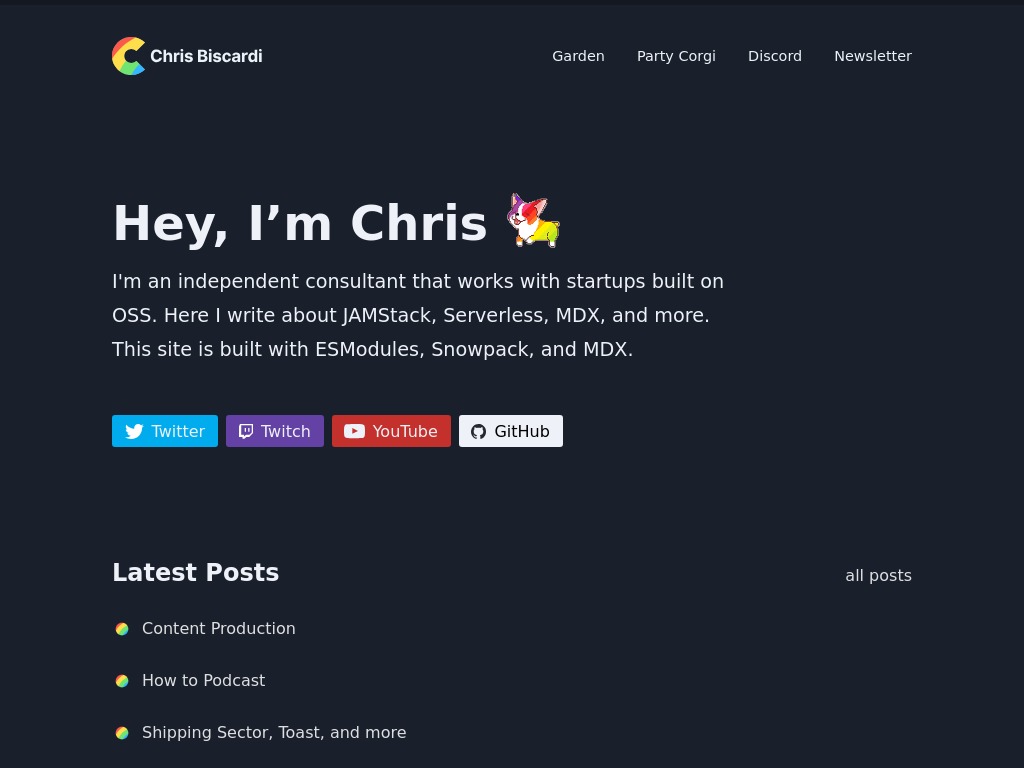 Chris Biscardi
Garden
Party Corgi
Discord
Newsletter
Hey, I’m Chris
I'm an independent consultant that works with startups built on
OSS. Here I write about JAMStack, Serverless, MDX, and more.
This site is built with ESModules, Snowpack, and MDX.
Twitter
Twitch
YouTube
GitHub
Latest Posts
all posts
Content Production
How to Podcast
Shipping Sector, Toast, and more